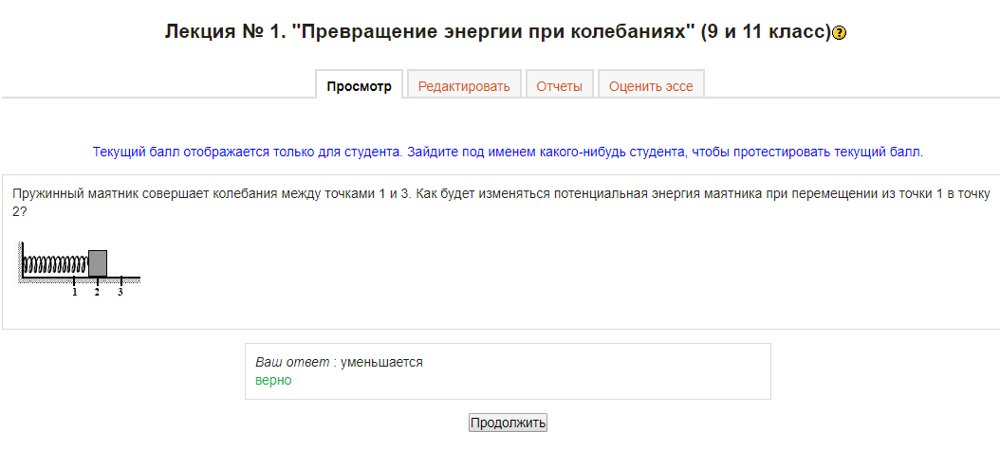 Лекция № 1. "Превращение энергии при колебаниях" (9 и 11 класс)?
Просмотр Редактировать Отчеты Оценить эссе
Текущий балл отображается только для студента. Зайдите под именем какого-нибудь студента, чтобы протестировать текущий балл.
Пружинный маятник совершает колебания между точками 1 и 3. Как будет изменяться потенциальная энергия маятника при перемещении из точки 1 в точку
2?
1 2 3
Ваш ответ : уменьшается
верно
Продолжить